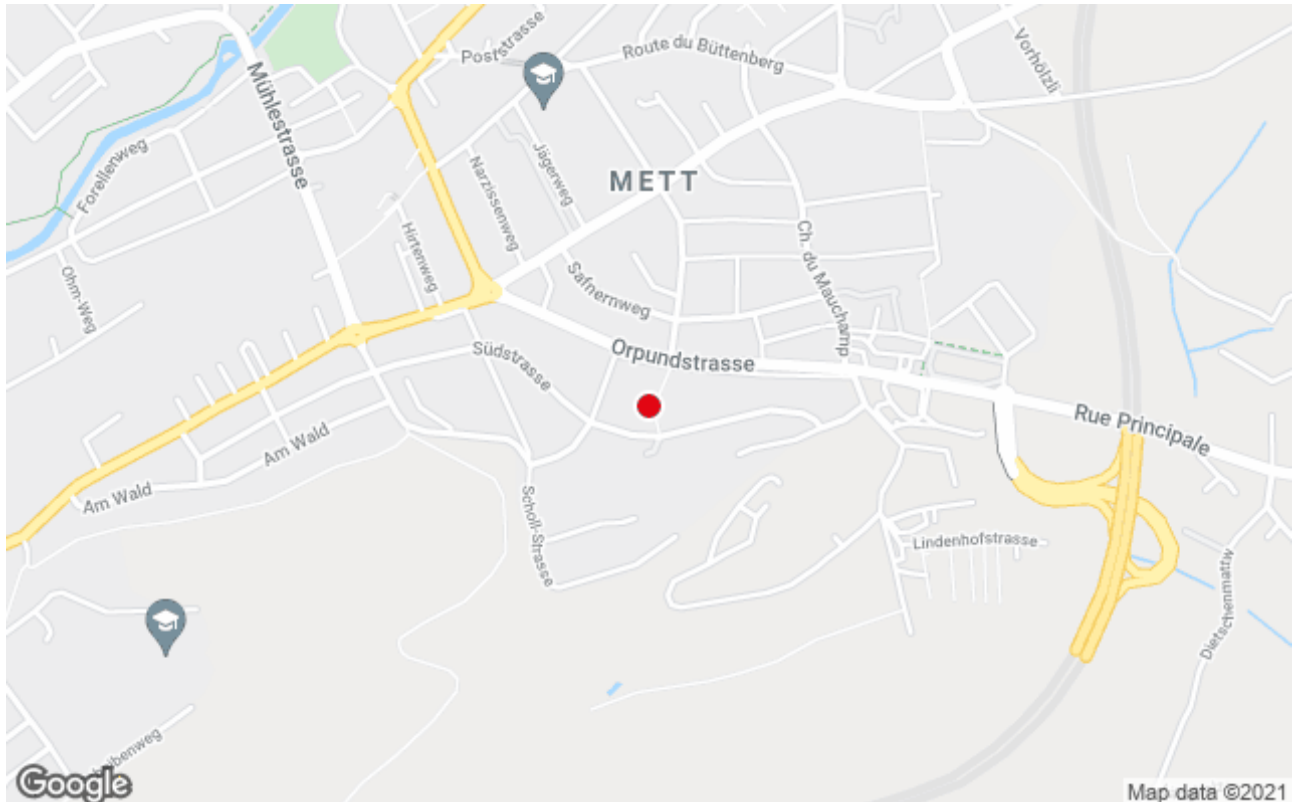 Poststrasse
Route du Büttenberg
Vorhölzli
Mühlestrasse
Forellenweg
Jägerweg
METT
Narzissenweg
Hirtenweg
Ohm-Weg
Safnernweg
Ch. du Mauchamp
Südstrasse
Orpundstrasse
Rue Principale
Am Wald
Am Wald
Scholl-Strasse
Lindenhofstrasse
Dietschenmattw
Google
Map data ©2021